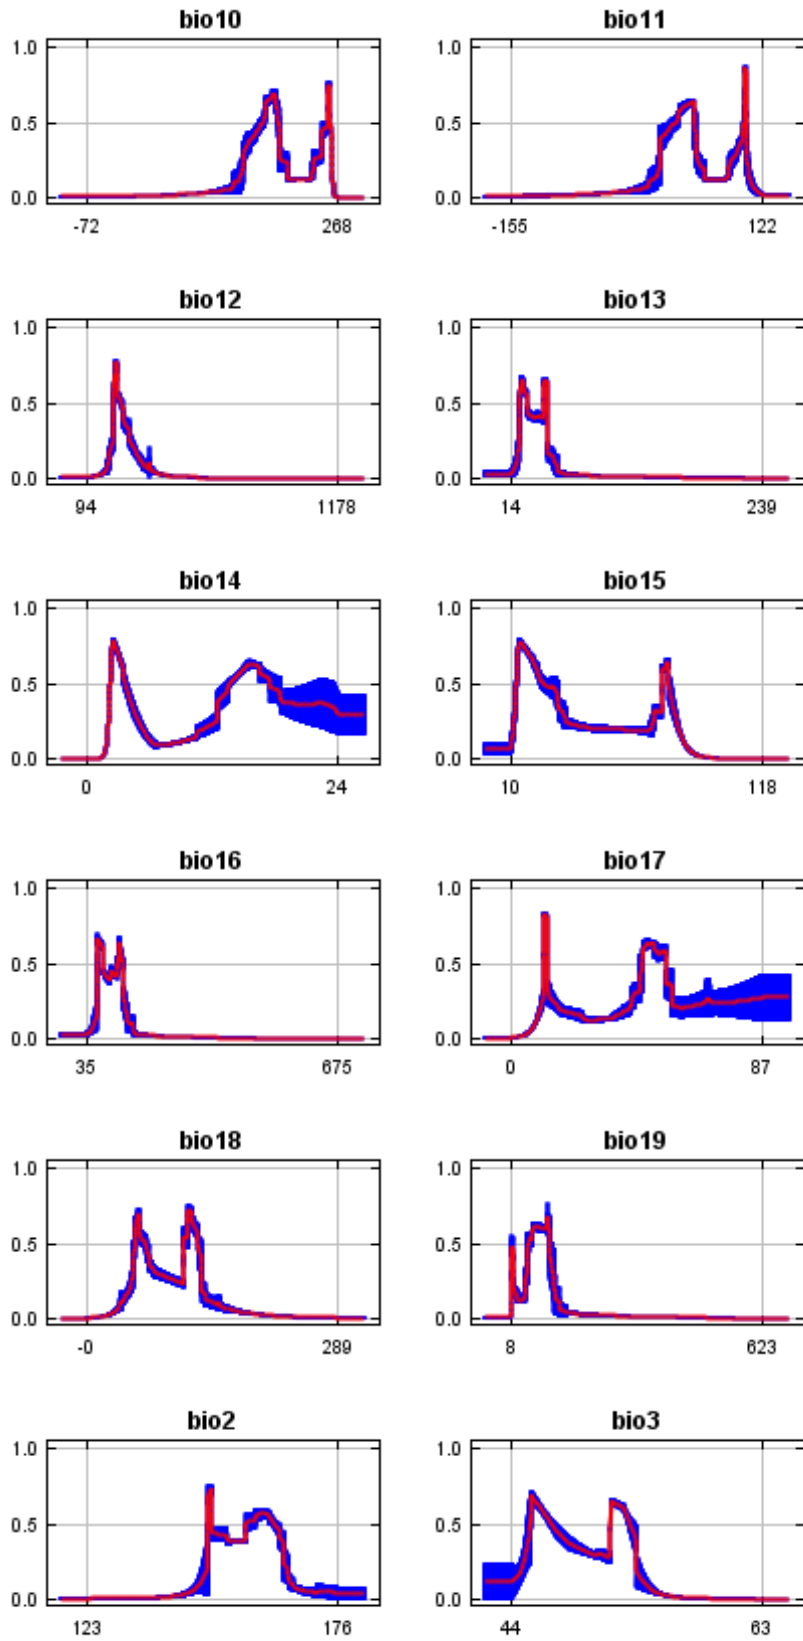 bio10 bio11
1.0 1.0
0.5 0.5
0.0 0.0
-72 268 -155 122
bio12 bio13
1.0 1.0
0.5 0.5
0.0 0.0
94 1178 14 239
bio14 bio15
1.0 1.0
0.5 0.5
0.0 0.0
0 24 10 118
bio16 bio17
1.0 1.0
0.5 0.5
0.0 0.0
35 675 0 87
bio18 bio19
1.0 1.0
0.5 0.5
0.0 0.0
-0 289 8 623
bio2 bio3
1.0 1.0
0.5 0.5
0.0 0.0
123 176 44 63